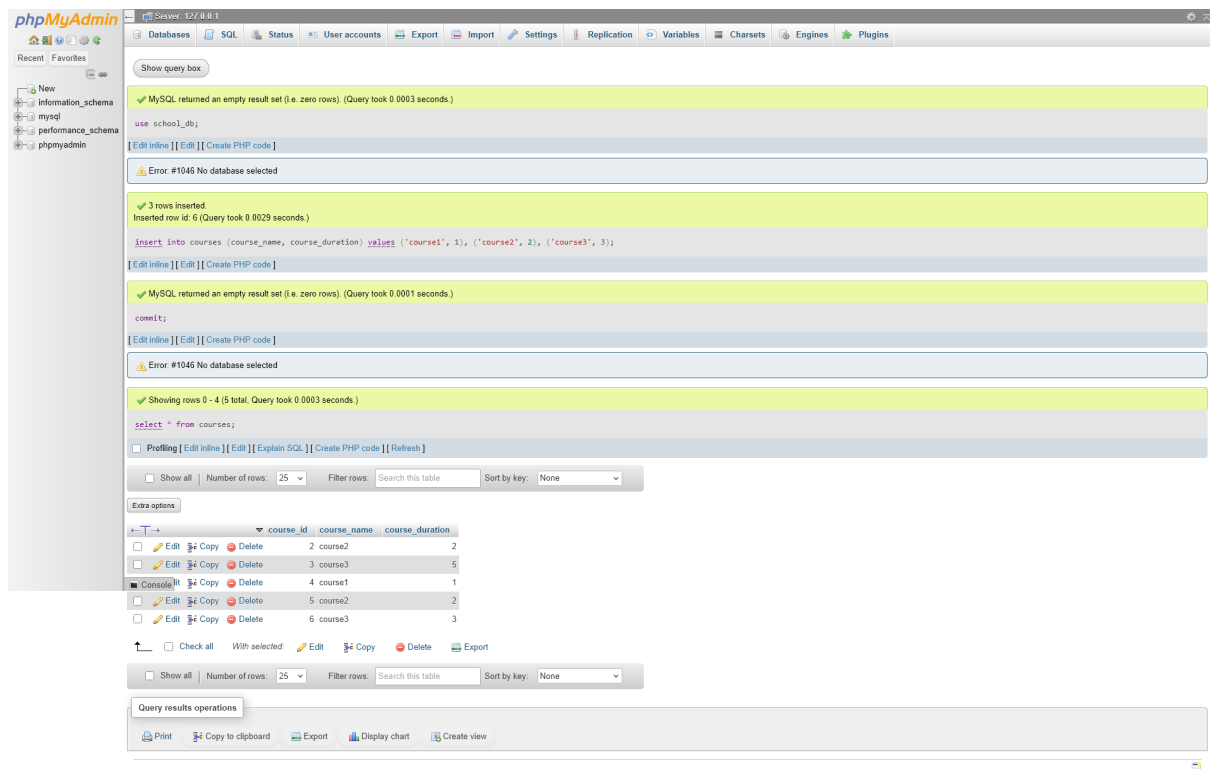 phpMyAdmin
Recent Favorites
New
information_schema
mysql
performance_schema
phpmyadmin
Server: 127.0.0.1
Databases SQL Status User accounts Export Import Settings Replication Variables Charsets Engines Plugins
Show query box
MySQL returned an empty result set (i.e. zero rows). (Query took 0.0003 seconds.)
use school_db;
[ Edit inline ] [ Edit ] [ Create PHP code ]
Error: #1046 No database selected
3 rows inserted.
Inserted row id: 6 (Query took 0.0029 seconds.)
insert into courses (course_name, course_duration) values ('course1', 1), ('course2', 2), ('course3', 3);
[ Edit inline ] [ Edit ] [ Create PHP code ]
MySQL returned an empty result set (i.e. zero rows). (Query took 0.0001 seconds.)
commit;
[ Edit inline ] [ Edit ] [ Create PHP code ]
Error: #1046 No database selected
Showing rows 0 - 4 (5 total, Query took 0.0003 seconds.)
select * from courses;
Profiling [ Edit inline ] [ Edit ] [ Explain SQL ] [ Create PHP code ] [ Refresh ]
Show all | Number of rows: 25 Filter rows: Search this table Sort by key: None
Extra options
←T→ course_id course_name course_duration
Edit Copy Delete 2 course2 2
Edit Copy Delete 3 course3 5
Console Copy Delete 4 course1 1
Edit Copy Delete 5 course2 2
Edit Copy Delete 6 course3 3
Check all With selected: Edit Copy Delete Export
Show all | Number of rows: 25 Filter rows: Search this table Sort by key: None
Query results operations
Print Copy to clipboard Export Display chart Create view